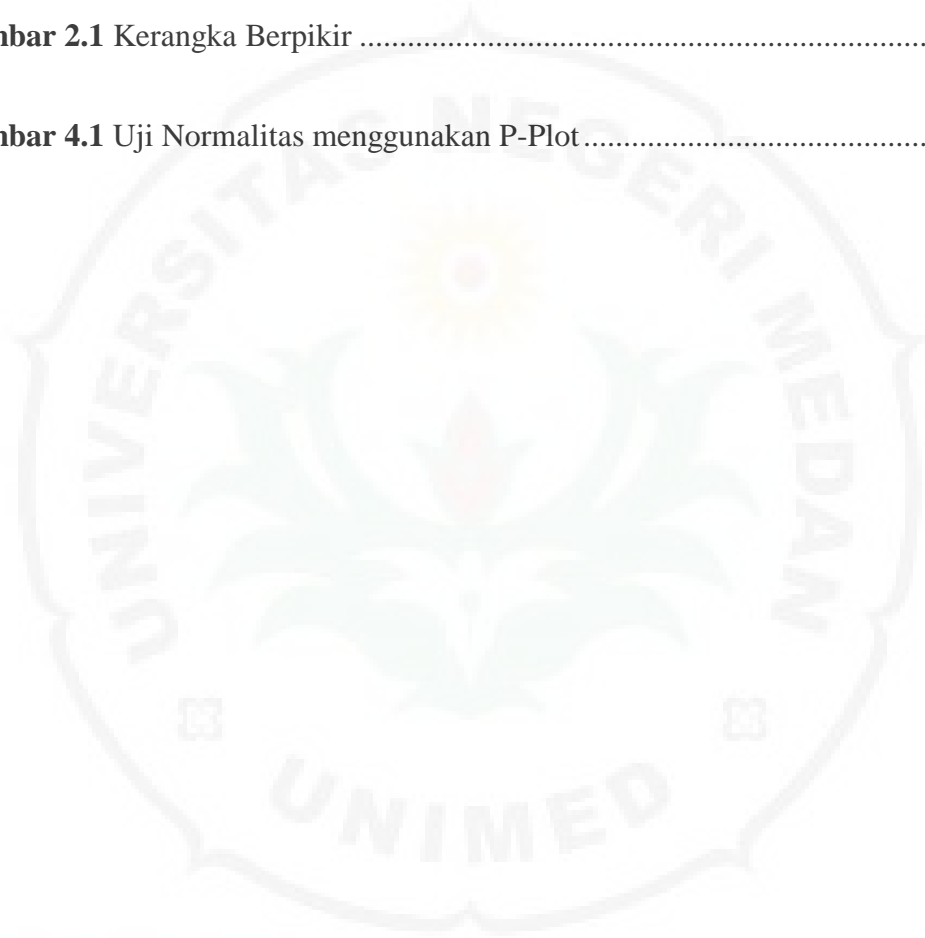 mbar 2.1 Kerangka Berpikir ........................................................................
mbar 4.1 Uji Normalitas menggunakan P-Plot ...........................................
UNIVERSITAS NEGERI MEDAN
UNIMED